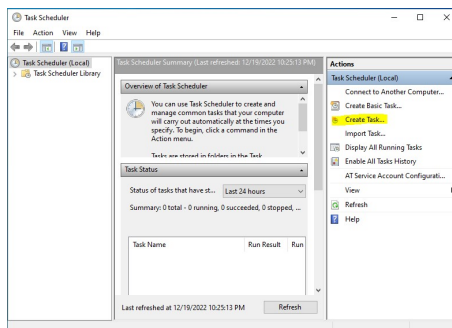 Task Scheduler
File Action View Help
Task Scheduler (Local)
Task Scheduler Library
Task Scheduler Summary (Last refreshed: 12/19/2022 10:25:13 PM)
Overview of Task Scheduler
You can use Task Scheduler to create and
manage common tasks that your computer
will carry out automatically at the times you
specify. To begin, click a command in the
Action menu.
Tasks are stored in folders in the Task
Task Status
Status of tasks that have st... Last 24 hours
Summary: 0 total - 0 running, 0 succeeded, 0 stopped, ...
Task Name Run Result Run
Last refreshed at 12/19/2022 10:25:13 PM Refresh
Actions
Task Scheduler (Local)
Connect to Another Computer...
Create Basic Task...
Create Task...
Import Task...
Display All Running Tasks
Enable All Tasks History
AT Service Account Configurati...
View
Refresh
Help